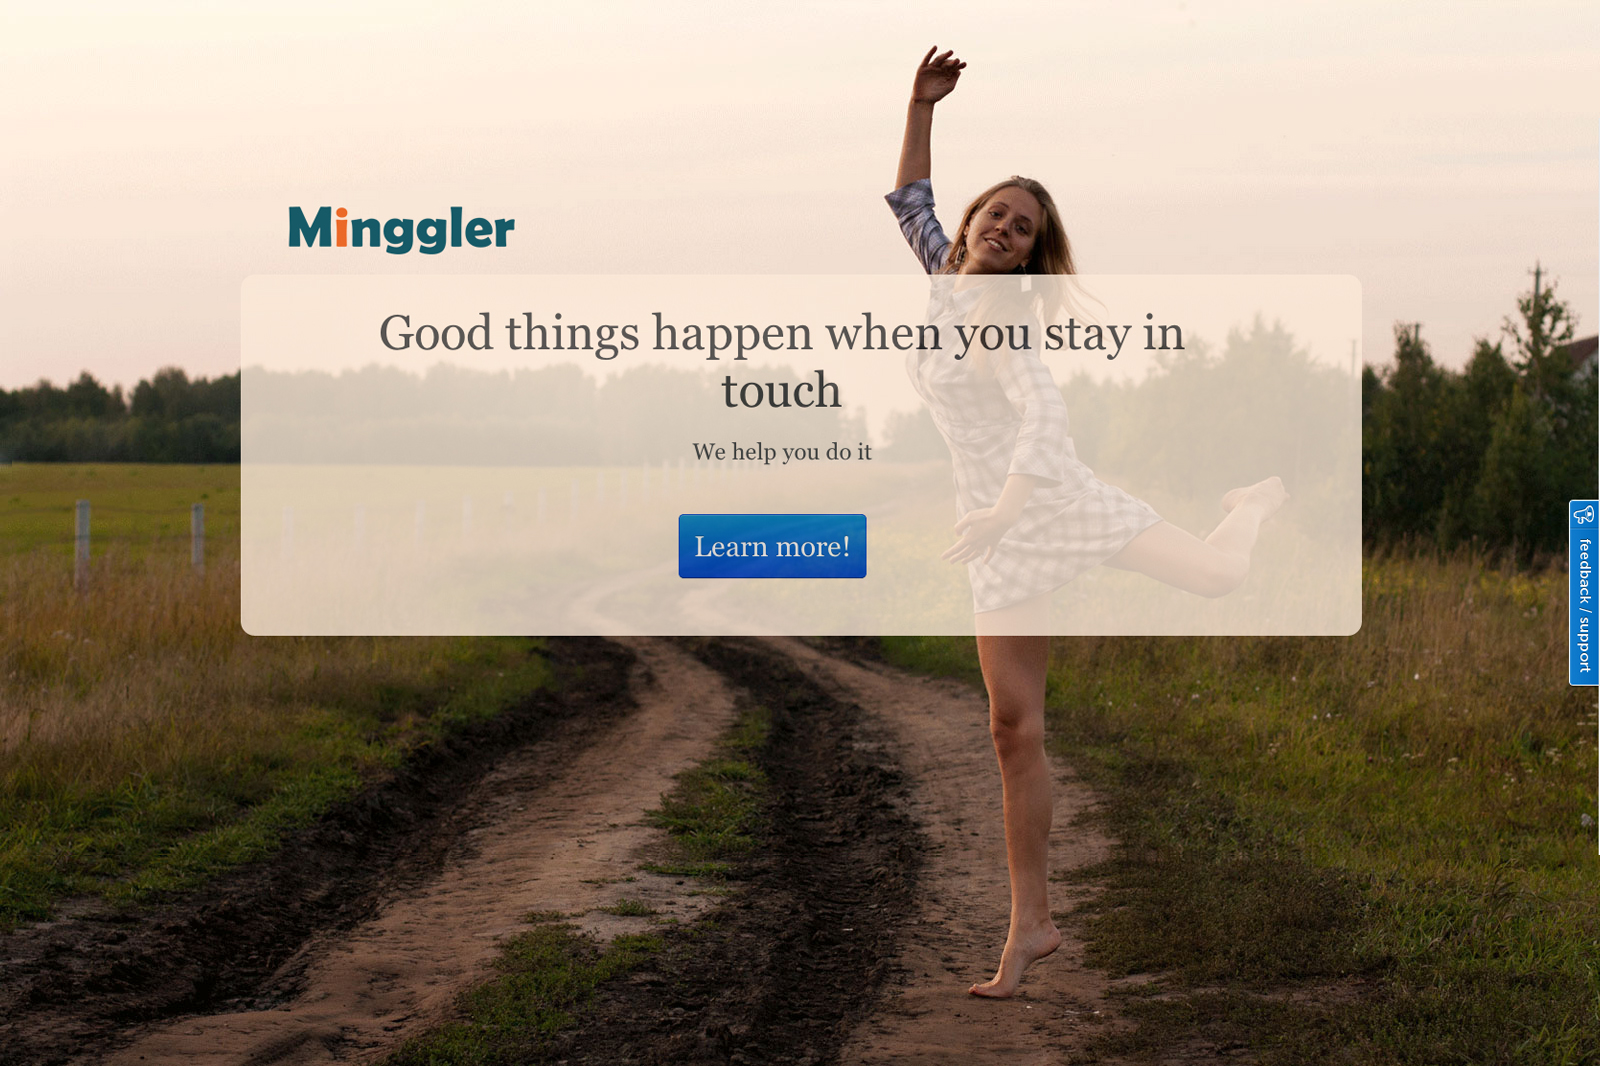 Minggler
Good things happen when you stay in
touch
We help you do it
Learn more!
feedback / support